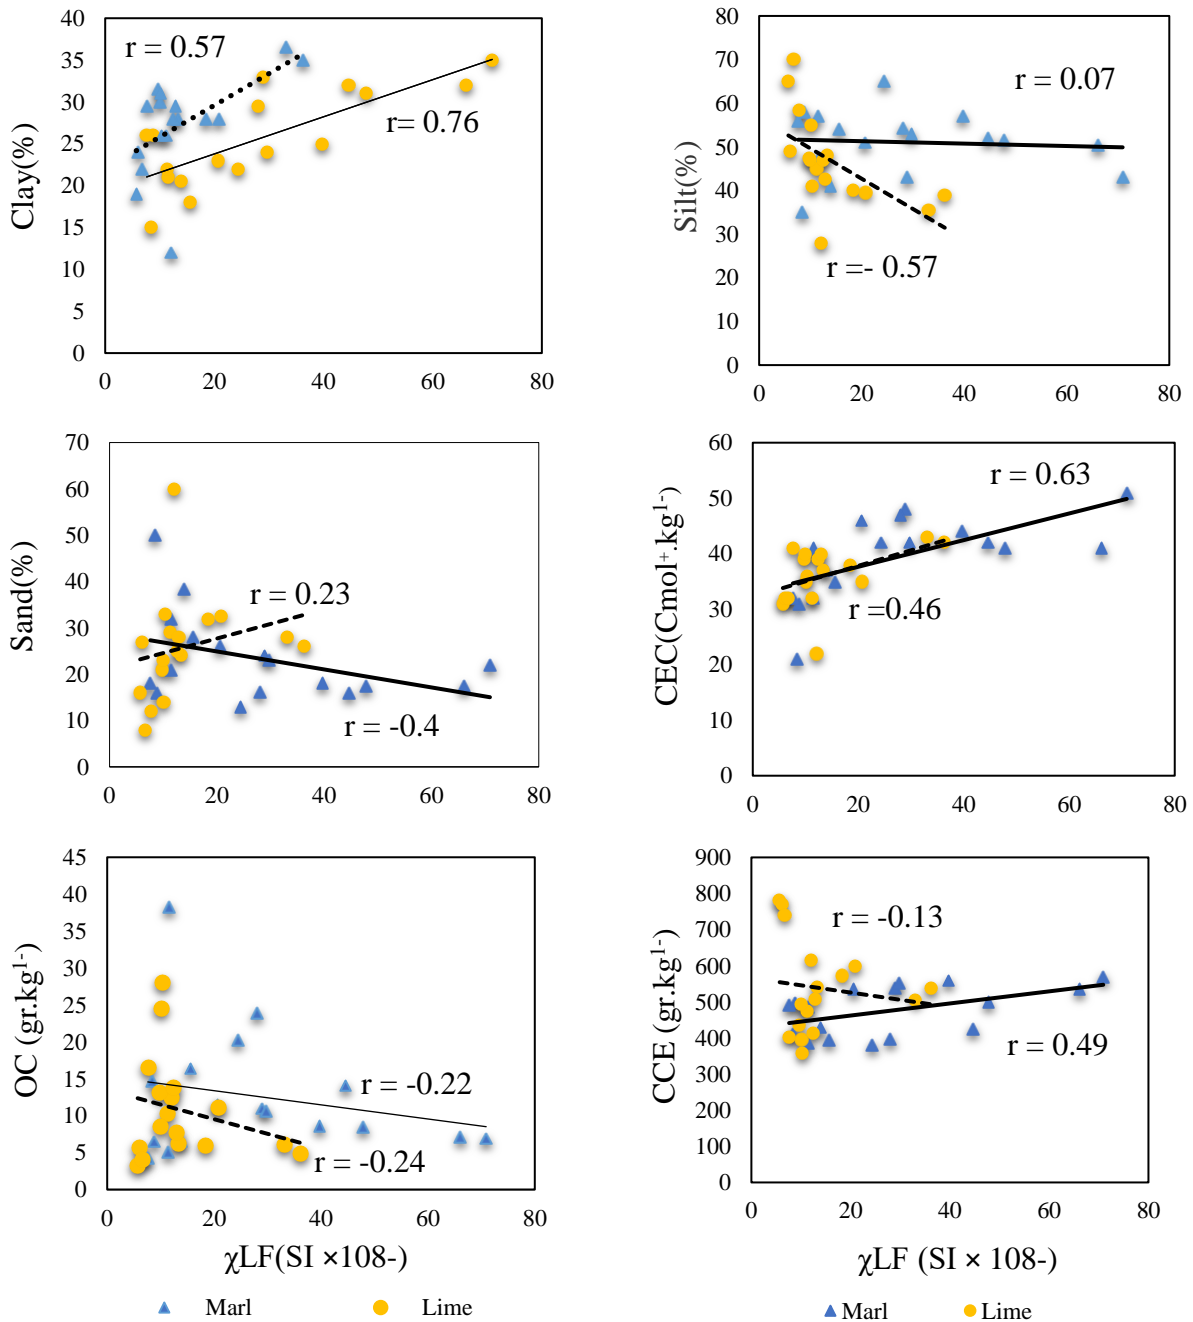 40
35
30
25
20
15
10
5
0
Clay(%)
r = 0.57
r= 0.76
0 20 40 60 80
80
70
60
50
40
30
20
10
0
Silt(%)
r = 0.07
r =- 0.57
0 20 40 60 80
70
60
50
40
30
20
10
0
Sand(%)
r = 0.23
r = -0.4
0 20 40 60 80
60
50
40
30
20
10
0
CEC(Cmol⁺.kg¹⁻)
r = 0.63
r =0.46
0 20 40 60 80
45
40
35
30
25
20
15
10
5
0
OC (gr.kg¹⁻)
r = -0.22
r = -0.24
0 20 40 60 80
χLF(SI ×108-)
Marl Lime
900
800
700
600
500
400
300
200
100
0
CCE (gr.kg¹⁻)
r = -0.13
r = 0.49
0 20 40 60 80
χLF (SI × 108-)
Marl Lime